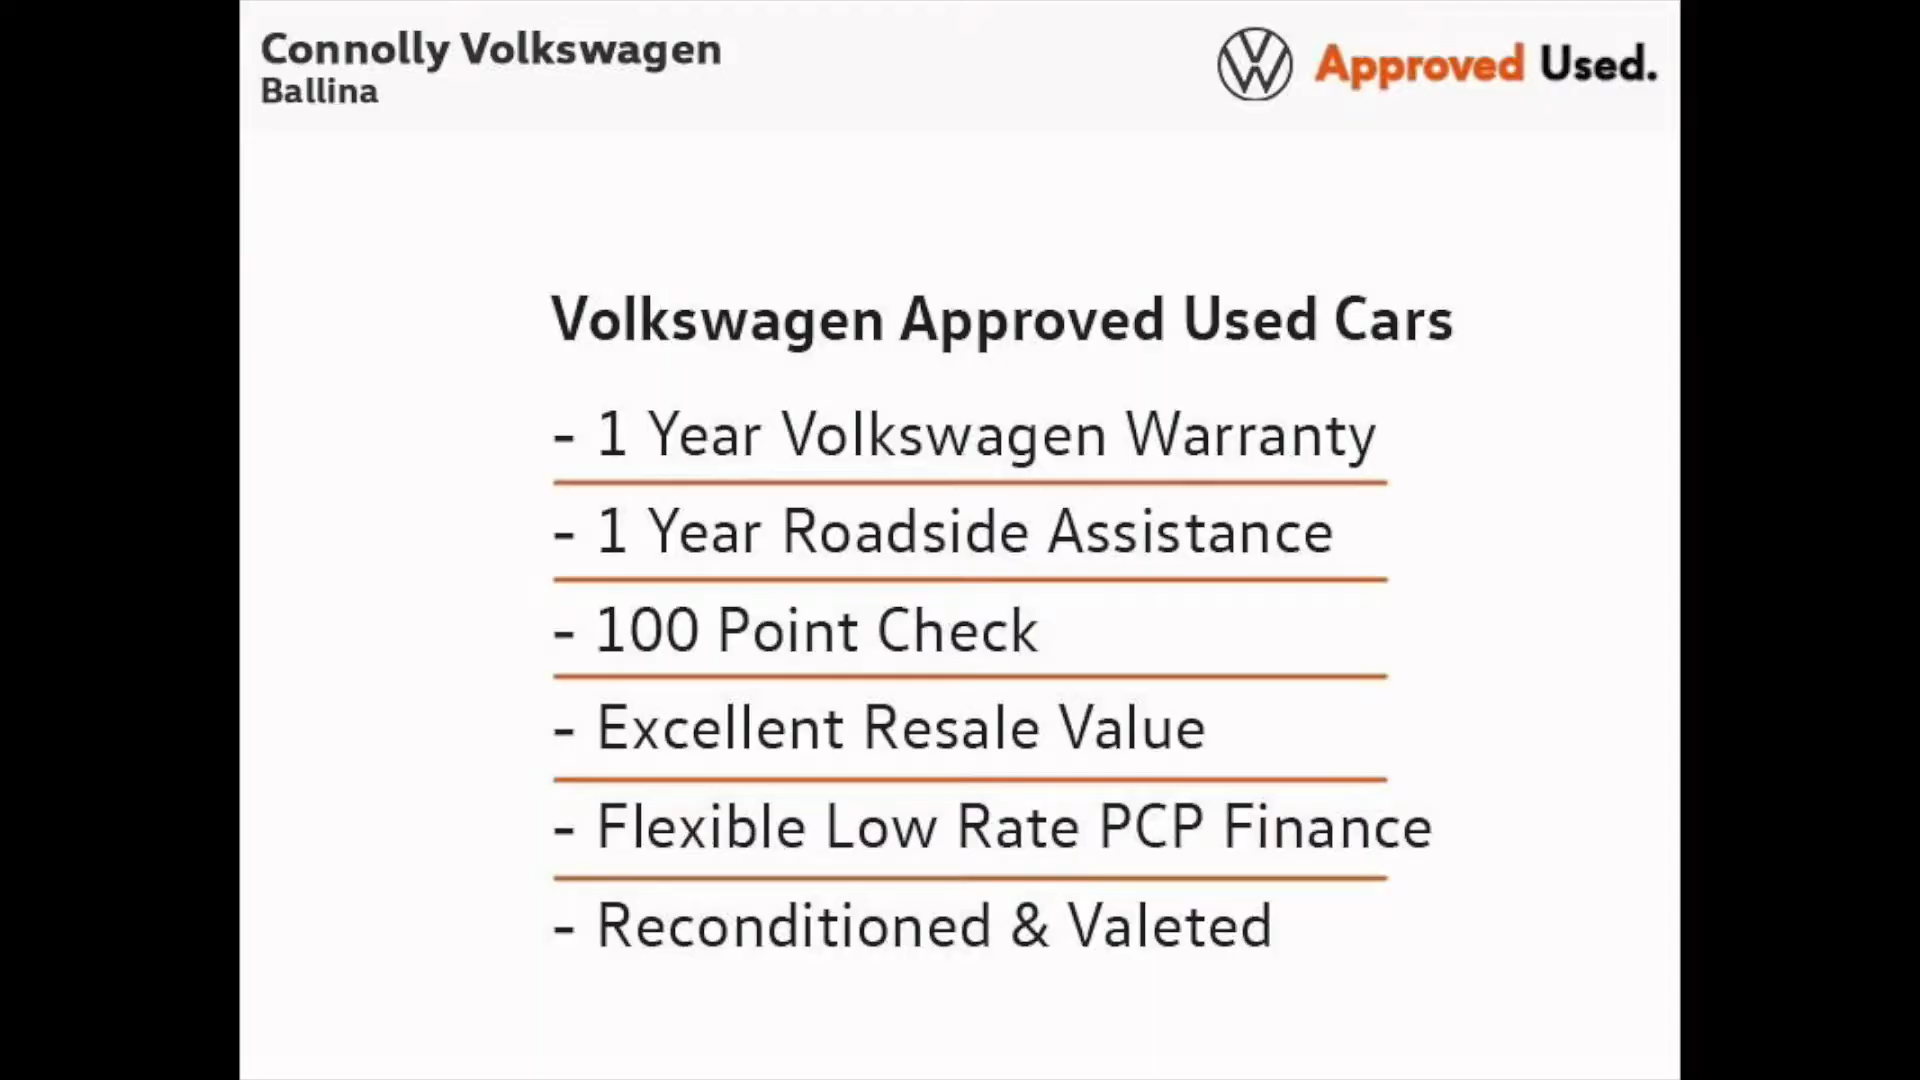 Connolly Volkswagen
Ballina
Approved Used.
Volkswagen Approved Used Cars
- 1 Year Volkswagen Warranty
- 1 Year Roadside Assistance
- 100 Point Check
- Excellent Resale Value
- Flexible Low Rate PCP Finance
- Reconditioned & Valeted